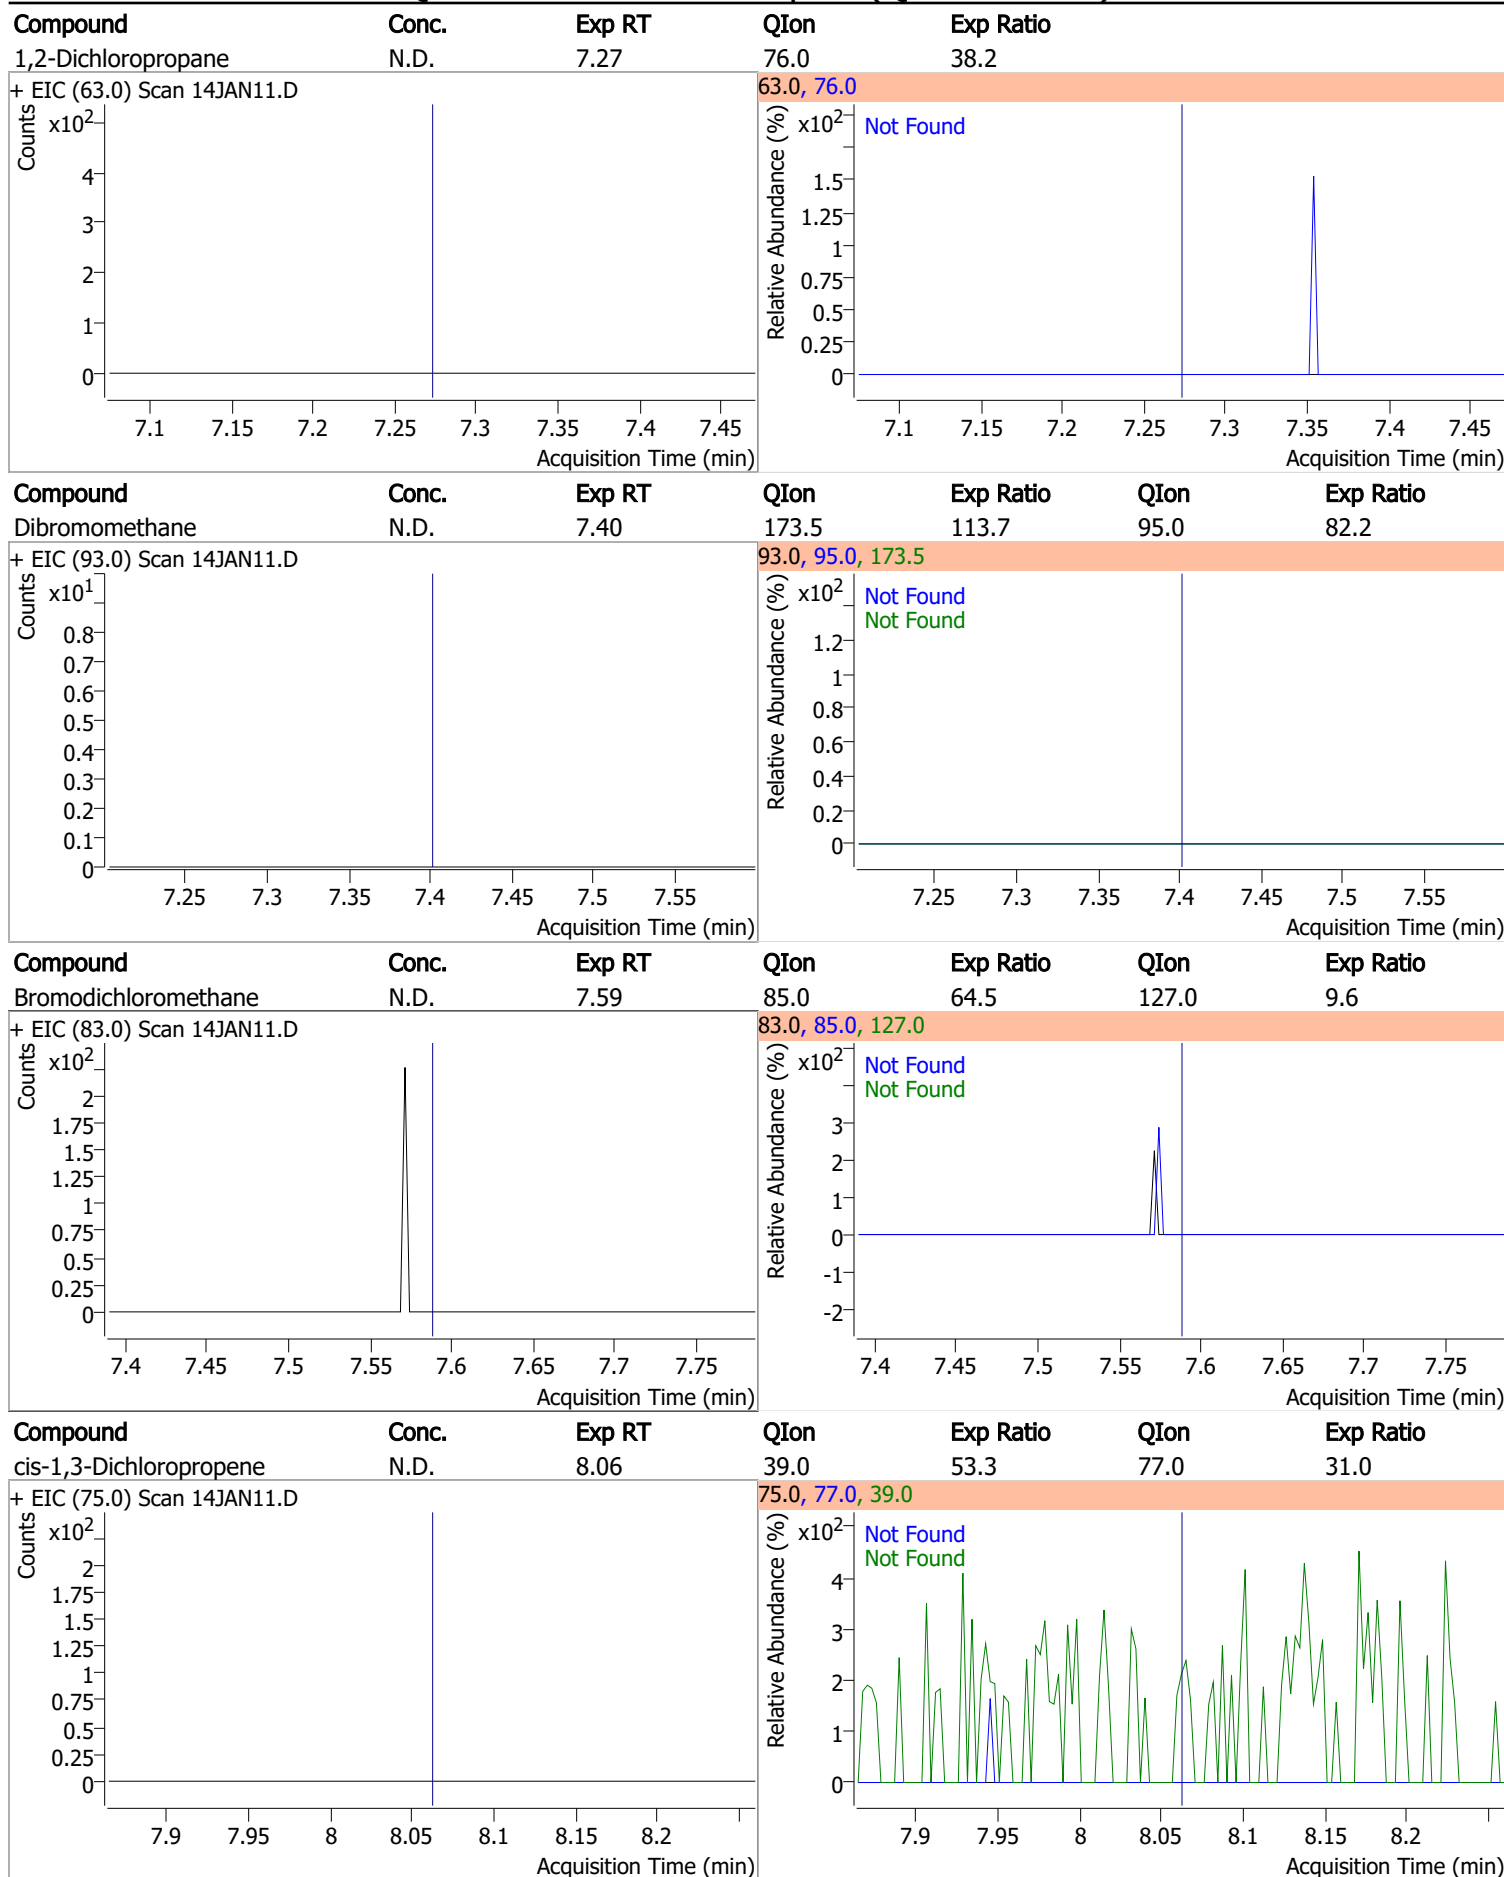 Compound Conc. Exp RT QIon Exp Ratio
1,2-Dichloropropane N.D. 7.27 76.0 38.2
+ EIC (63.0) Scan 14JAN11.D
Counts
x10²
4
3
2
1
0
7.1 7.15 7.2 7.25 7.3 7.35 7.4 7.45
Acquisition Time (min)
63.0, 76.0
Relative Abundance (%)
x10²
Not Found
1.5
1.25
1
0.75
0.5
0.25
0
7.1 7.15 7.2 7.25 7.3 7.35 7.4 7.45
Acquisition Time (min)
Compound Conc. Exp RT QIon Exp Ratio QIon Exp Ratio
Dibromomethane N.D. 7.40 173.5 113.7 95.0 82.2
+ EIC (93.0) Scan 14JAN11.D
Counts
x10¹
0.8
0.7
0.6
0.5
0.4
0.3
0.2
0.1
0
7.25 7.3 7.35 7.4 7.45 7.5 7.55
Acquisition Time (min)
93.0, 95.0, 173.5
Relative Abundance (%)
x10²
Not Found
Not Found
1.2
1
0.8
0.6
0.4
0.2
0
7.25 7.3 7.35 7.4 7.45 7.5 7.55
Acquisition Time (min)
Compound Conc. Exp RT QIon Exp Ratio QIon Exp Ratio
Bromodichloromethane N.D. 7.59 85.0 64.5 127.0 9.6
+ EIC (83.0) Scan 14JAN11.D
Counts
x10²
2
1.75
1.5
1.25
1
0.75
0.5
0.25
0
7.4 7.45 7.5 7.55 7.6 7.65 7.7 7.75
Acquisition Time (min)
83.0, 85.0, 127.0
Relative Abundance (%)
x10²
Not Found
Not Found
3
2
1
0
-1
-2
7.4 7.45 7.5 7.55 7.6 7.65 7.7 7.75
Acquisition Time (min)
Compound Conc. Exp RT QIon Exp Ratio QIon Exp Ratio
cis-1,3-Dichloropropene N.D. 8.06 39.0 53.3 77.0 31.0
+ EIC (75.0) Scan 14JAN11.D
Counts
x10²
2
1.75
1.5
1.25
1
0.75
0.5
0.25
0
7.9 7.95 8 8.05 8.1 8.15 8.2
Acquisition Time (min)
75.0, 77.0, 39.0
Relative Abundance (%)
x10²
Not Found
Not Found
4
3
2
1
0
7.9 7.95 8 8.05 8.1 8.15 8.2
Acquisition Time (min)